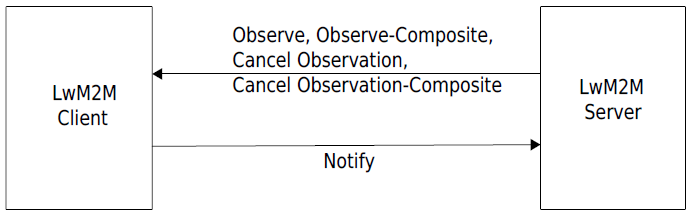 Observe, Observe-Composite,
Cancel Observation,
Cancel Observation-Composite
LwM2M
Client
LwM2M
Server
Notify